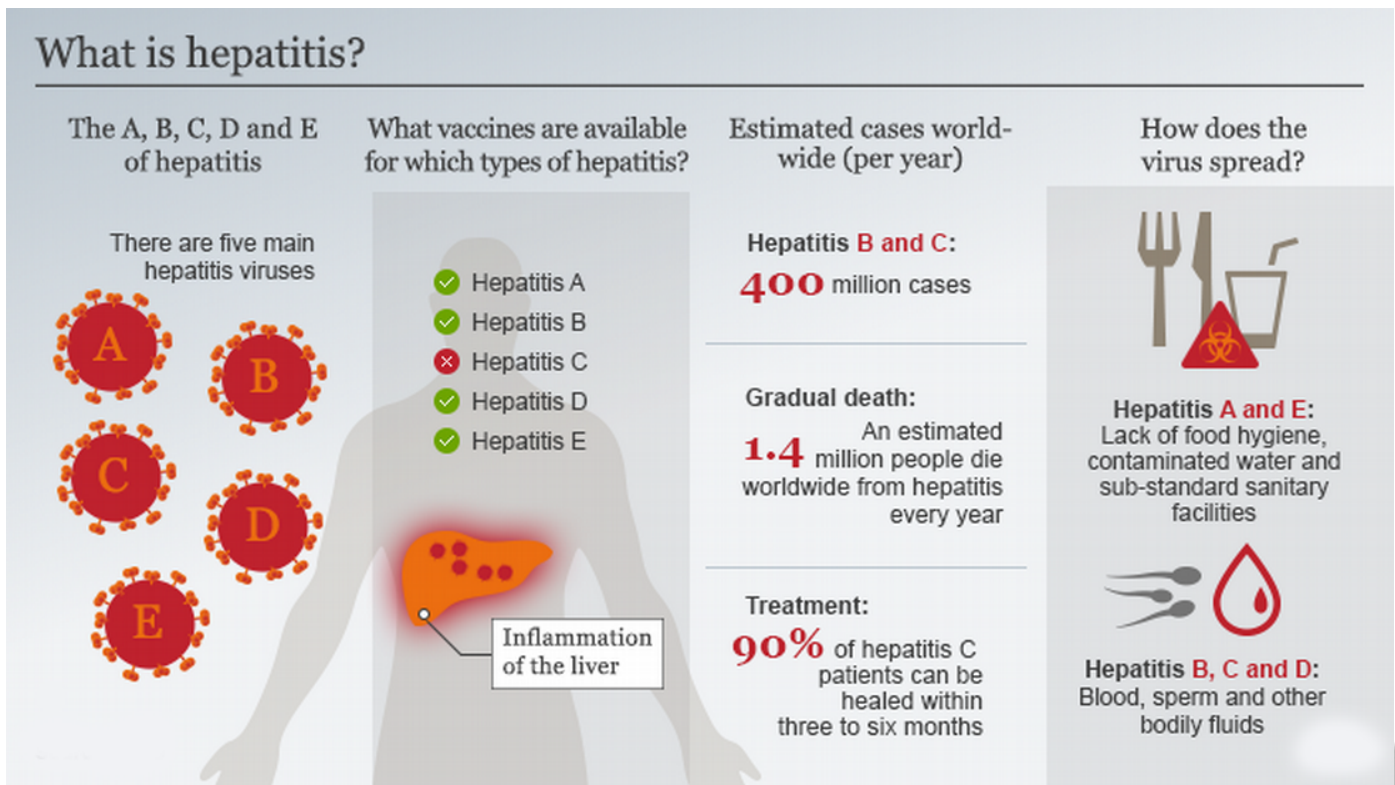 What is hepatitis?
The A, B, C, D and E
of hepatitis
There are five main
hepatitis viruses
A
B
C
D
E
What vaccines are available
for which types of hepatitis?
Hepatitis A
Hepatitis B
Hepatitis C
Hepatitis D
Hepatitis E
Inflammation
of the liver
Estimated cases world-
wide (per year)
Hepatitis B and C:
400 million cases
Gradual death:
An estimated
1.4 million people die
worldwide from hepatitis
every year
Treatment:
90% of hepatitis C
patients can be
healed within
three to six months
How does the
virus spread?
Hepatitis A and E:
Lack of food hygiene,
contaminated water and
sub-standard sanitary
facilities
Hepatitis B, C and D:
Blood, sperm and other
bodily fluids